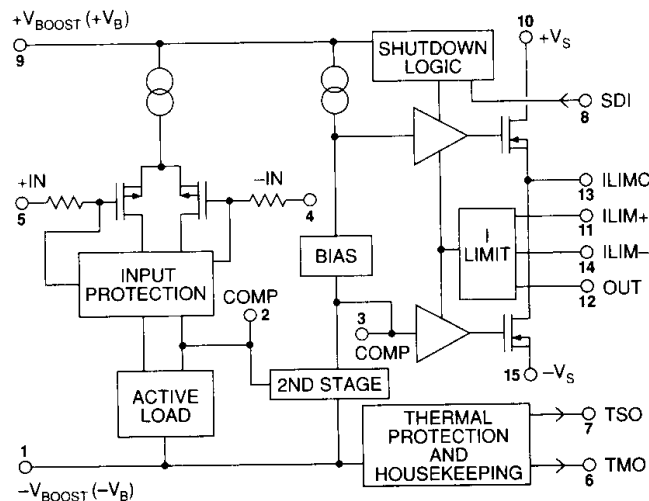 +VBOOST (+VB)
9
10
+VS
SHUTDOWN
LOGIC
SDI
8
+IN
5
−IN
4
ILIMC
13
ILIM+
11
I
LIMIT
ILIM−
14
OUT
12
BIAS
INPUT
PROTECTION
COMP
2
3
COMP
15
−VS
ACTIVE
LOAD
2ND STAGE
THERMAL
PROTECTION
AND
HOUSEKEEPING
TSO
7
TMO
6
1
−VBOOST (−VB)